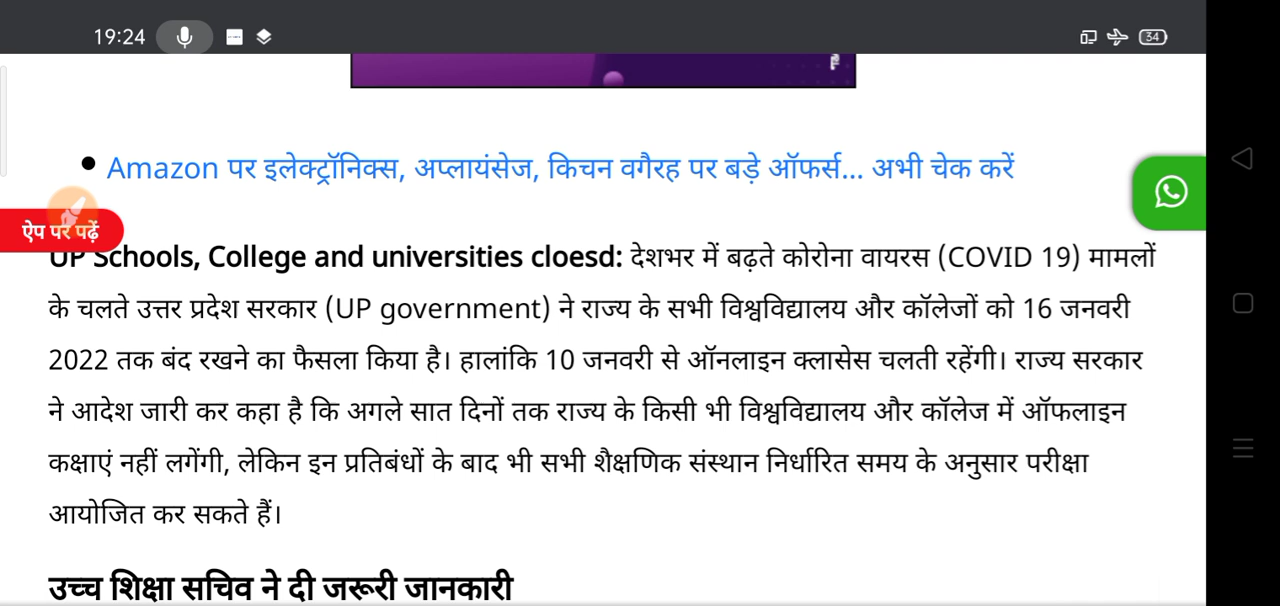 19:24
34
Amazon पर इलेक्ट्रॉनिक्स, अप्लायंसेज, किचन वगैरह पर बड़े ऑफर्स... अभी चेक करें
ऐप पर पढ़ें
UP Schools, College and universities cloesd: देशभर में बढ़ते कोरोना वायरस (COVID 19) मामलों
के चलते उत्तर प्रदेश सरकार (UP government) ने राज्य के सभी विश्वविद्यालय और कॉलेजों को 16 जनवरी
2022 तक बंद रखने का फैसला किया है। हालांकि 10 जनवरी से ऑनलाइन क्लासेस चलती रहेंगी। राज्य सरकार
ने आदेश जारी कर कहा है कि अगले सात दिनों तक राज्य के किसी भी विश्वविद्यालय और कॉलेज में ऑफलाइन
कक्षाएं नहीं लगेंगी, लेकिन इन प्रतिबंधों के बाद भी सभी शैक्षणिक संस्थान निर्धारित समय के अनुसार परीक्षा
आयोजित कर सकते हैं।
उच्च शिक्षा सचिव ने दी जरूरी जानकारी